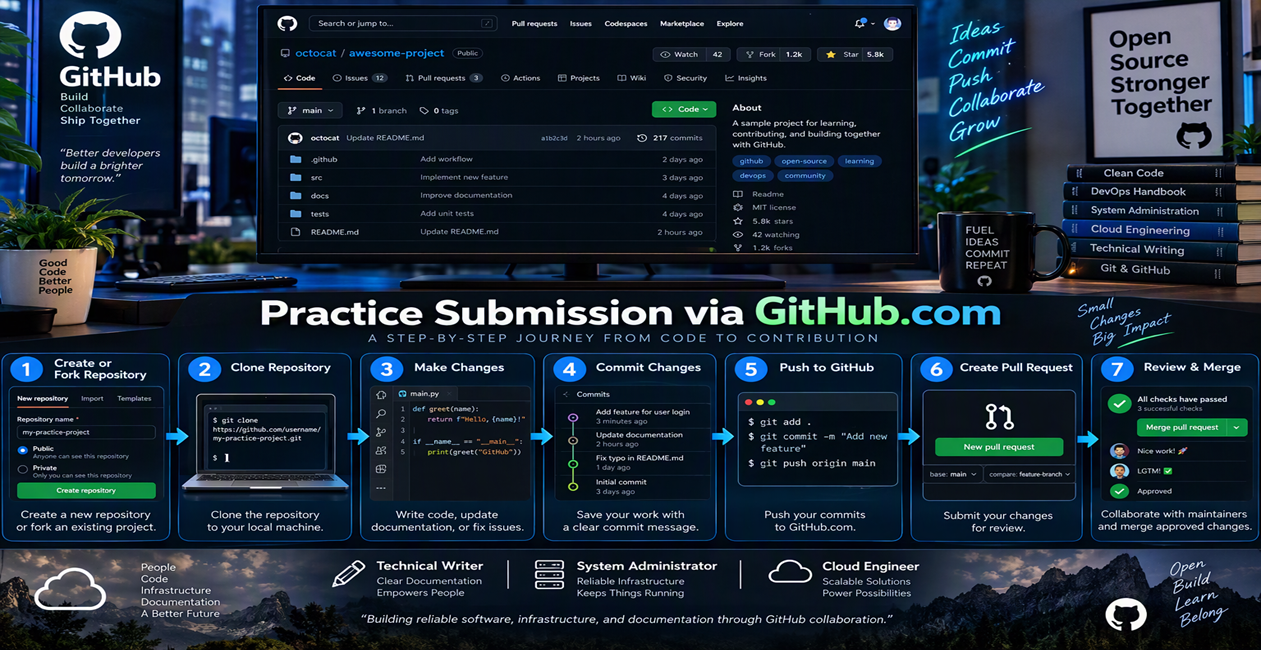 GitHub
Build
Collaborate
Ship Together
“Better developers
build a brighter
tomorrow.”
Good
Code
Better
People
Search or jump to...
/
Pull requests
Issues
Codespaces
Marketplace
Explore
octocat / awesome-project
Public
Watch 42
Fork 1.2k
Star 5.8k
Code
Issues 12
Pull requests 3
Actions
Projects
Wiki
Security
Insights
main
1 branch
0 tags
<> Code
octocat Update README.md a1b2c3d 2 hours ago 217 commits
.github Add workflow 2 days ago
src Implement new feature 3 days ago
docs Improve documentation 4 days ago
tests Add unit tests 4 days ago
README.md Update README.md 2 hours ago
About
A sample project for learning,
contributing, and building together
with GitHub.
github open-source learning
devops community
Readme
MIT license
5.8k stars
42 watching
1.2k forks
Ideas
Commit
Push
Collaborate
Grow
Open
Source
Stronger
Together
Clean Code
DevOps Handbook
System Administration
Cloud Engineering
Technical Writing
Git & GitHub
FUEL
IDEAS
COMMIT
REPEAT
Practice Submission via GitHub.com
A STEP-BY-STEP JOURNEY FROM CODE TO CONTRIBUTION
Small
Changes
Big Impact
1
Create or
Fork Repository
New repository Import Templates
Repository name *
my-practice-project
Public
Anyone can see this repository
Private
Only you can see this repository
Create repository
Create a new repository
or fork an existing project.
2
Clone Repository
$ git clone
https://github.com/username/
my-practice-project.git
$
Clone the repository
to your local machine.
3
Make Changes
main.py
1 def greet(name):
2 return f"Hello, {name}!"
3
4 if __name__ == "__main__":
5 print(greet("GitHub"))
Write code, update
documentation, or fix issues.
4
Commit Changes
Commits
Add feature for user login
3 minutes ago
Update documentation
2 hours ago
Fix typo in README.md
1 day ago
Initial commit
3 days ago
Save your work with
a clear commit message.
5
Push to GitHub
$ git add .
$ git commit -m "Add new
feature"
$ git push origin main
Push your commits
to GitHub.com.
6
Create Pull Request
New pull request
base: main
compare: feature-branch
Submit your changes
for review.
7
Review & Merge
All checks have passed
3 successful checks
Merge pull request
Nice work! 🚀
LGTM! ✅
Approved
Collaborate with maintainers
and merge approved changes.
People
Code
Infrastructure
Documentation
A Better Future
Technical Writer
Clear Documentation
Empowers People
System Administrator
Reliable Infrastructure
Keeps Things Running
Cloud Engineer
Scalable Solutions
Power Possibilities
“Building reliable software, infrastructure, and documentation through GitHub collaboration.”
Open
Build
Learn
Belong